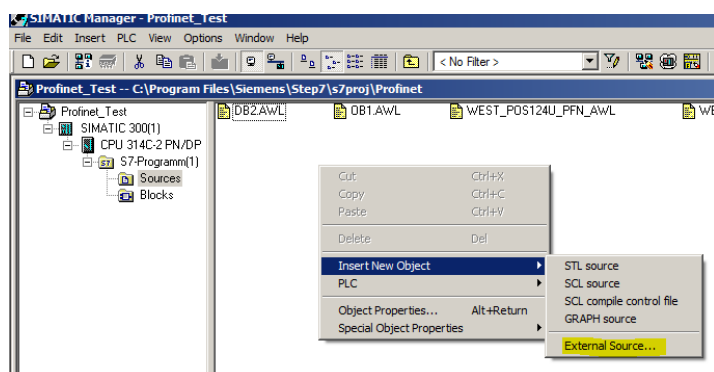 SIMATIC Manager - Profinet_Test
File Edit Insert PLC View Options Window Help
< No Filter >
Profinet_Test -- C:\Program Files\Siemens\Step7\s7proj\Profinet
Profinet_Test
SIMATIC 300(1)
CPU 314C-2 PN/DP
S7-Programm(1)
Sources
Blocks
DB2.AWL OB1.AWL WEST_POS124U_PFN_AWL WE
Cut Ctrl+X
Copy Ctrl+C
Paste Ctrl+V
Delete Del
Insert New Object
PLC
Object Properties... Alt+Return
Special Object Properties
STL source
SCL source
SCL compile control file
GRAPH source
External Source...